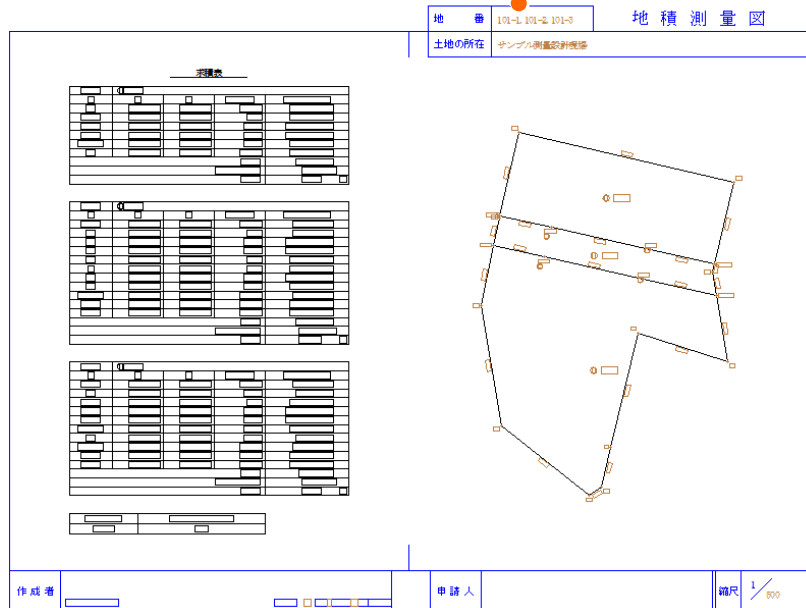 地 番 101-1, 101-2, 101-3
地積測量図
土地の所在 サンプル測量設計現場
求積表
作成者
申請人
縮尺 1/500